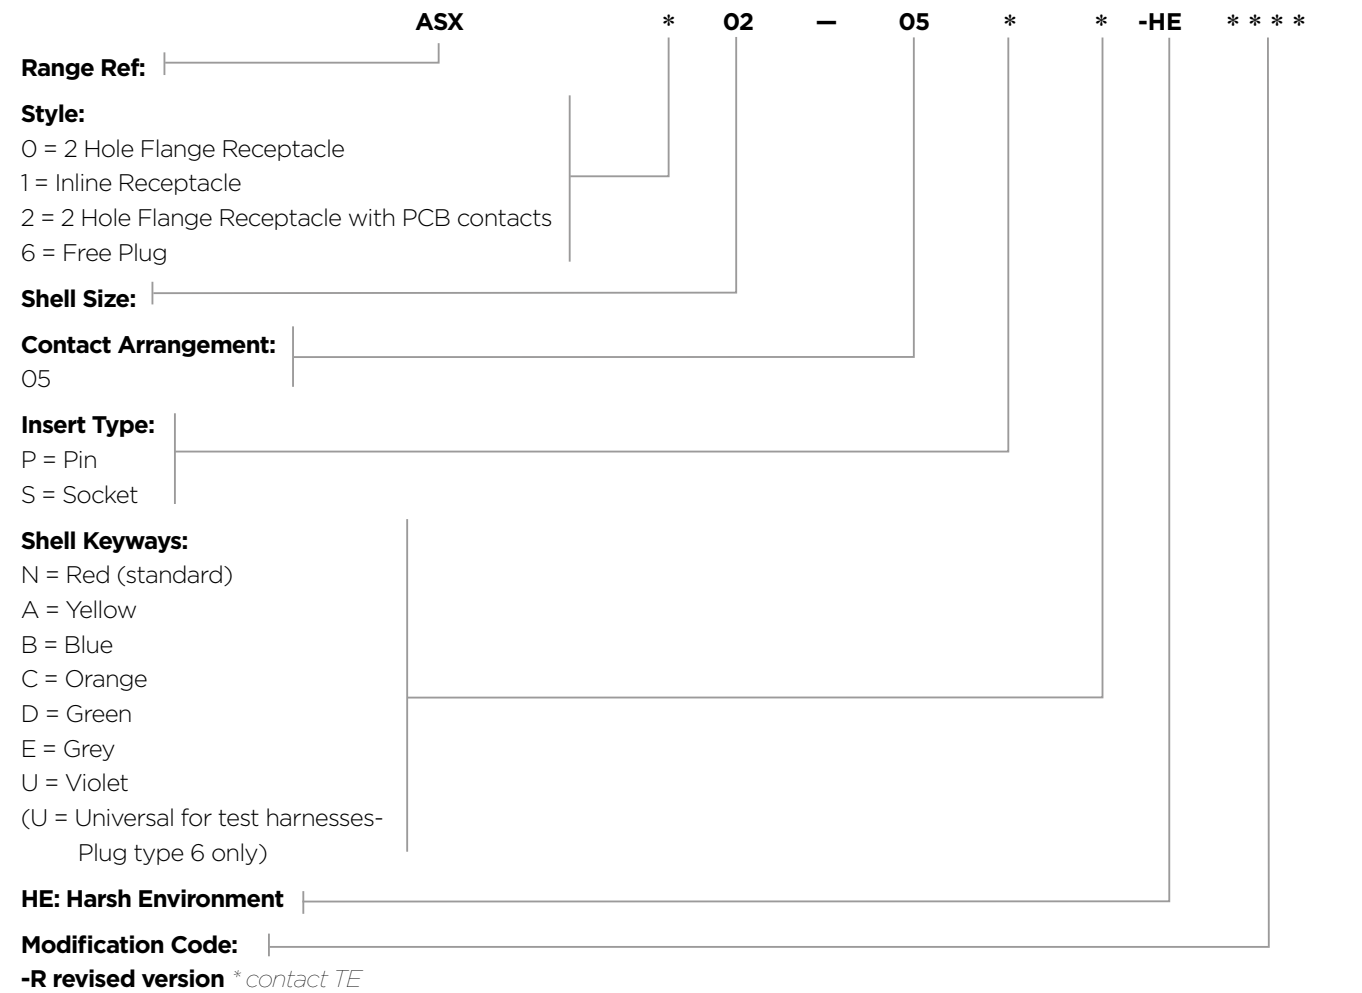 ASX * 02 — 05 * * -HE * * * *
Range Ref:
Style:
0 = 2 Hole Flange Receptacle
1 = Inline Receptacle
2 = 2 Hole Flange Receptacle with PCB contacts
6 = Free Plug
Shell Size:
Contact Arrangement:
05
Insert Type:
P = Pin
S = Socket
Shell Keyways:
N = Red (standard)
A = Yellow
B = Blue
C = Orange
D = Green
E = Grey
U = Violet
(U = Universal for test harnesses-
Plug type 6 only)
HE: Harsh Environment
Modification Code:
-R revised version * contact TE